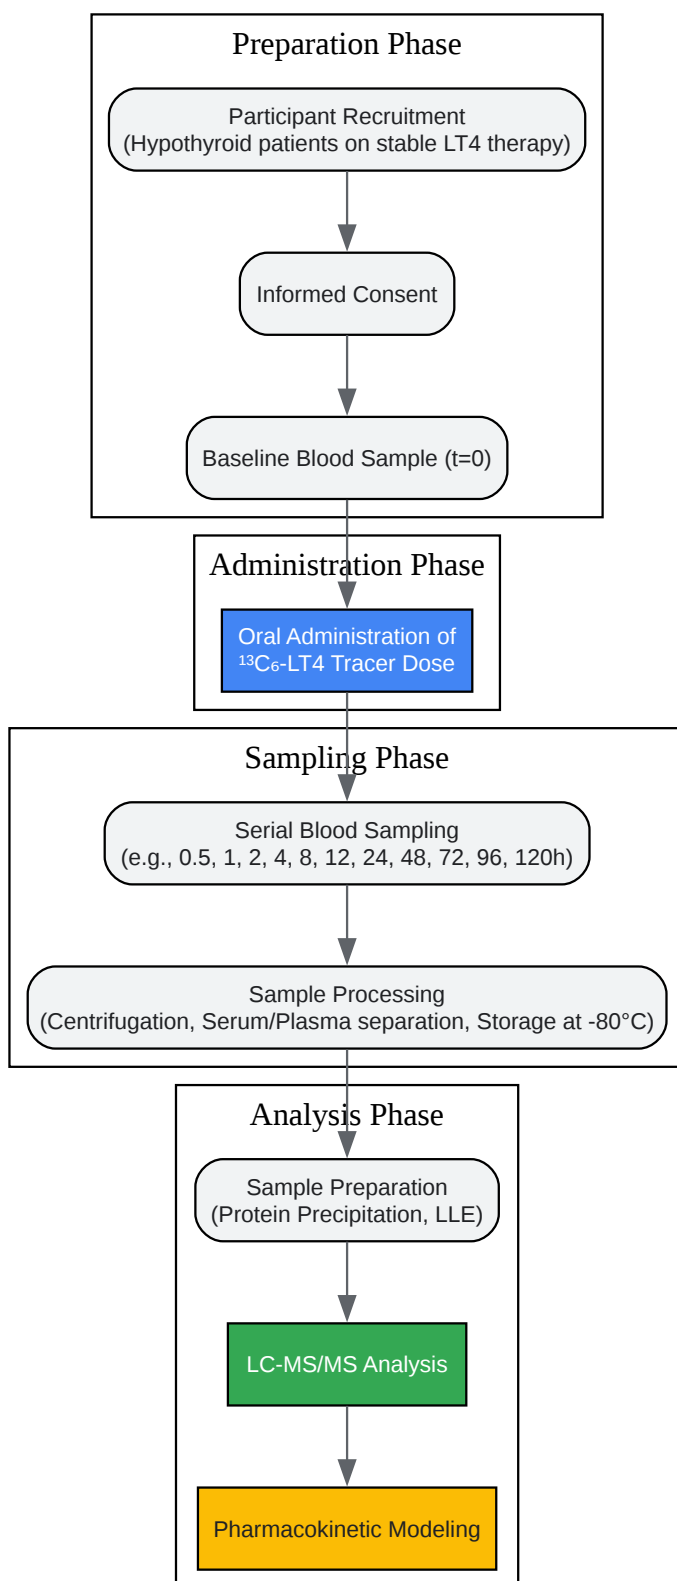 Preparation Phase
Participant Recruitment
(Hypothyroid patients on stable LT4 therapy)
Informed Consent
Baseline Blood Sample (t=0)
Administration Phase
Oral Administration of
¹³C₆-LT4 Tracer Dose
Sampling Phase
Serial Blood Sampling
(e.g., 0.5, 1, 2, 4, 8, 12, 24, 48, 72, 96, 120h)
Sample Processing
(Centrifugation, Serum/Plasma separation, Storage at -80°C)
Analysis Phase
Sample Preparation
(Protein Precipitation, LLE)
LC-MS/MS Analysis
Pharmacokinetic Modeling